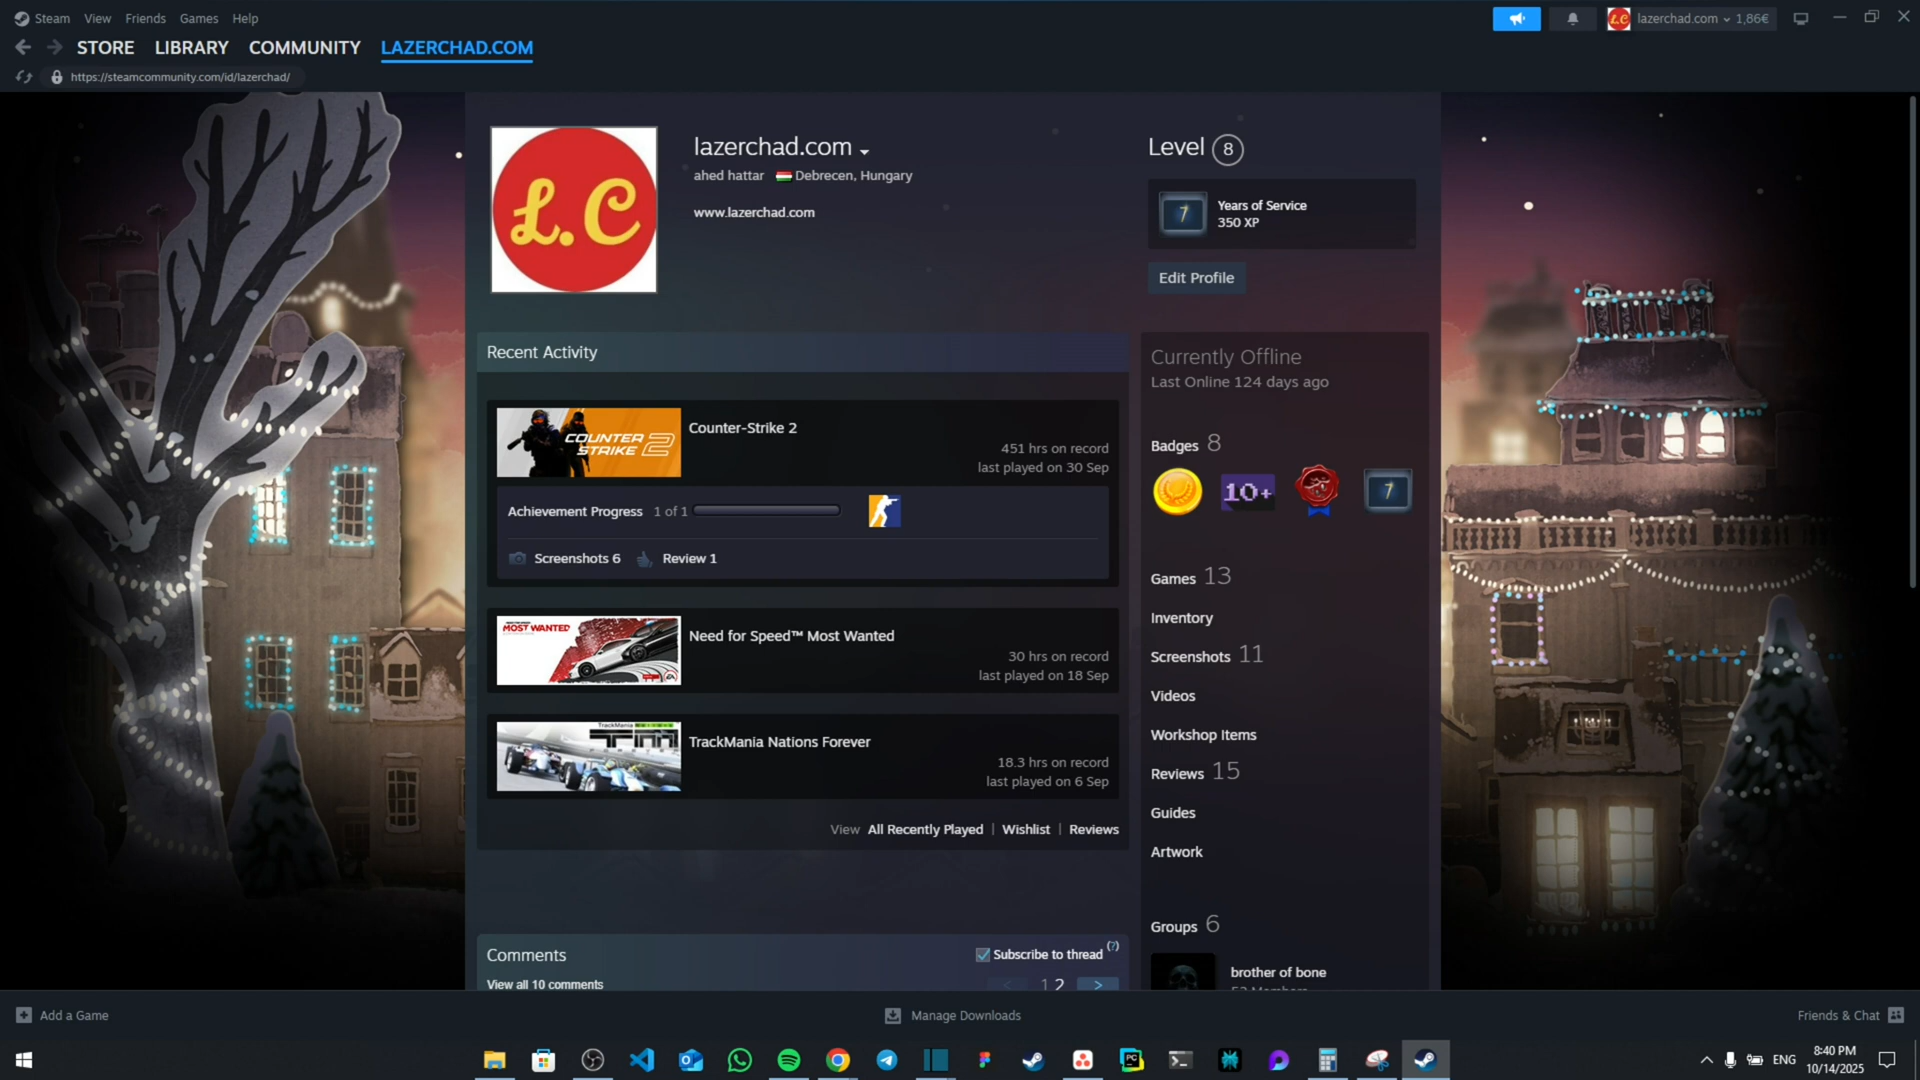 Steam View Friends Games Help
lazerchad.com 1,86€
STORE LIBRARY COMMUNITY LAZERCHAD.COM
https://steamcommunity.com/id/lazerchad/
L.C
lazerchad.com
ahed hattar Debrecen, Hungary
www.lazerchad.com
Level 8
7
Years of Service
350 XP
Edit Profile
Recent Activity
COUNTER STRIKE 2
Counter-Strike 2
451 hrs on record
last played on 30 Sep
Achievement Progress 1 of 1
Screenshots 6 Review 1
MOST WANTED
Need for Speed™ Most Wanted
30 hrs on record
last played on 18 Sep
TrackMania
TrackMania Nations Forever
18.3 hrs on record
last played on 6 Sep
View All Recently Played | Wishlist | Reviews
Comments
Subscribe to thread (?)
View all 10 comments
< 1 2 >
Currently Offline
Last Online 124 days ago
Badges 8
10+
7
Games 13
Inventory
Screenshots 11
Videos
Workshop Items
Reviews 15
Guides
Artwork
Groups 6
brother of bone
Add a Game
Manage Downloads
Friends & Chat
PC
ENG
8:40 PM
10/14/2025